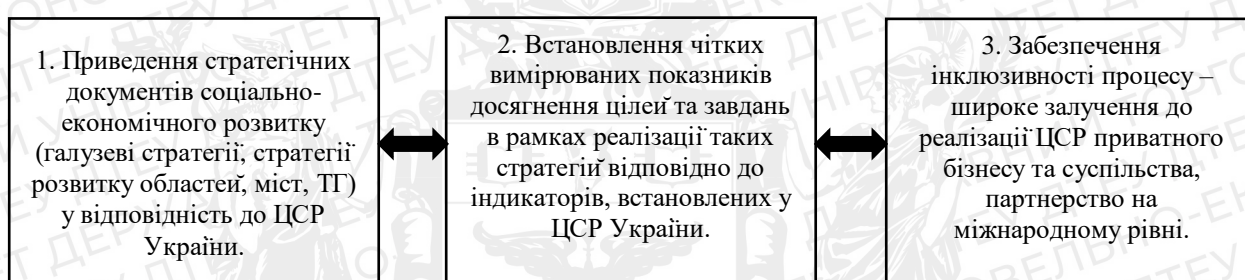 1. Приведення стратегічних
документів соціально-
економічного розвитку
(галузеві стратегії, стратегії
розвитку областей, міст, ТГ)
у відповідність до ЦСР
України.
2. Встановлення чітких
вимірюваних показників
досягнення цілей та завдань
в рамках реалізації таких
стратегій відповідно до
індикаторів, встановлених у
ЦСР України.
3. Забезпечення
інклюзивності процесу –
широке залучення до
реалізації ЦСР приватного
бізнесу та суспільства,
партнерство на
міжнародному рівні.